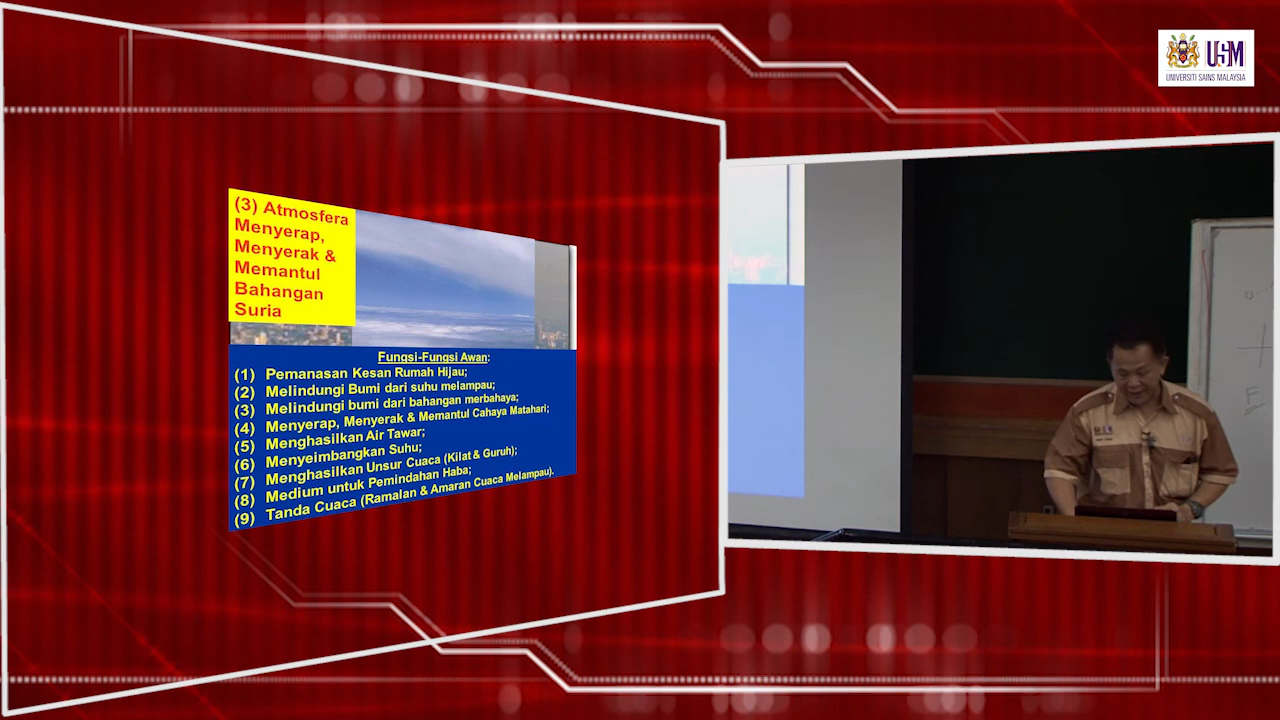 USM
UNIVERSITI SAINS MALAYSIA
(3) Atmosfera
Menyerap,
Menyerak &
Memantul
Bahangan
Suria
Fungsi-Fungsi Awan:
(1) Pemanasan Kesan Rumah Hijau;
(2) Melindungi Bumi dari suhu melampau;
(3) Melindungi bumi dari bahangan merbahaya;
(4) Menyerap, Menyerak & Memantul Cahaya Matahari;
(5) Menghasilkan Air Tawar;
(6) Menyeimbangkan Suhu;
(7) Menghasilkan Unsur Cuaca (Kilat & Guruh);
(8) Medium untuk Pemindahan Haba;
(9) Tanda Cuaca (Ramalan & Amaran Cuaca Melampau).